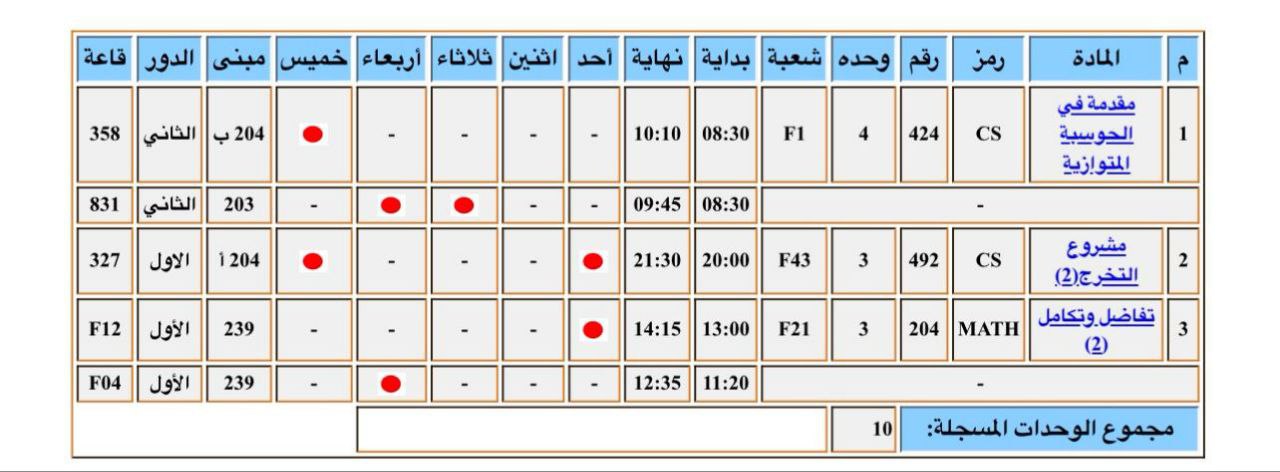 م المادة رمز رقم وحده شعبة بداية نهاية أحد اثنين ثلاثاء أربعاء خميس مبنى الدور قاعة
1 مقدمة في الحوسبة المتوازية CS 424 4 F1 08:30 10:10 - - - - 204 ب الثاني 358
- 08:30 09:45 - - - 203 الثاني 831
2 مشروع التخرج(2) CS 492 3 F43 20:00 21:30 - - - 204 أ الاول 327
3 تفاضل وتكامل (2) MATH 204 3 F21 13:00 14:15 - - - - 239 الأول F12
- 11:20 12:35 - - - - 239 الأول F04
مجموع الوحدات المسجلة: 10